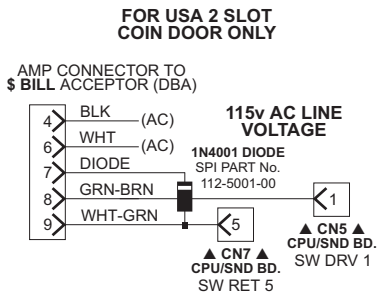 FOR USA 2 SLOT
COIN DOOR ONLY
AMP CONNECTOR TO
$ BILL ACCEPTOR (DBA)
4 BLK (AC)
6 WHT (AC)
7 DIODE
8 GRN-BRN
9 WHT-GRN
115v AC LINE
VOLTAGE
1N4001 DIODE
SPI PART No.
112-5001-00
1
5
▲ CN5 ▲
CPU/SND BD.
SW DRV 1
▲ CN7 ▲
CPU/SND BD.
SW RET 5